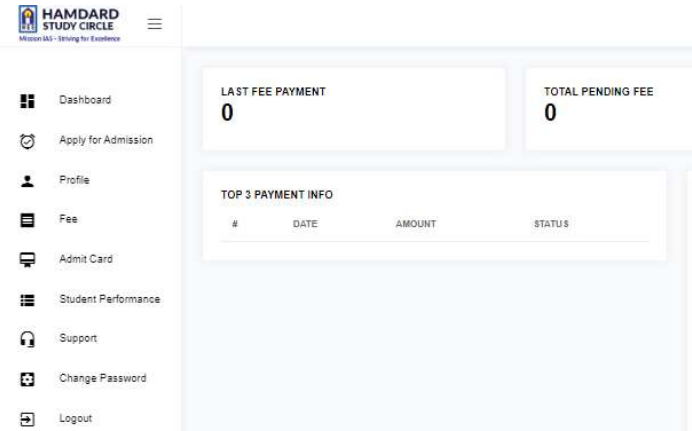 HAMDARD
STUDY CIRCLE
Mission IAS - Striving for Excellence
Dashboard
Apply for Admission
Profile
Fee
Admit Card
Student Performance
Support
Change Password
Logout
LAST FEE PAYMENT
0
TOTAL PENDING FEE
0
TOP 3 PAYMENT INFO
# DATE AMOUNT STATUS